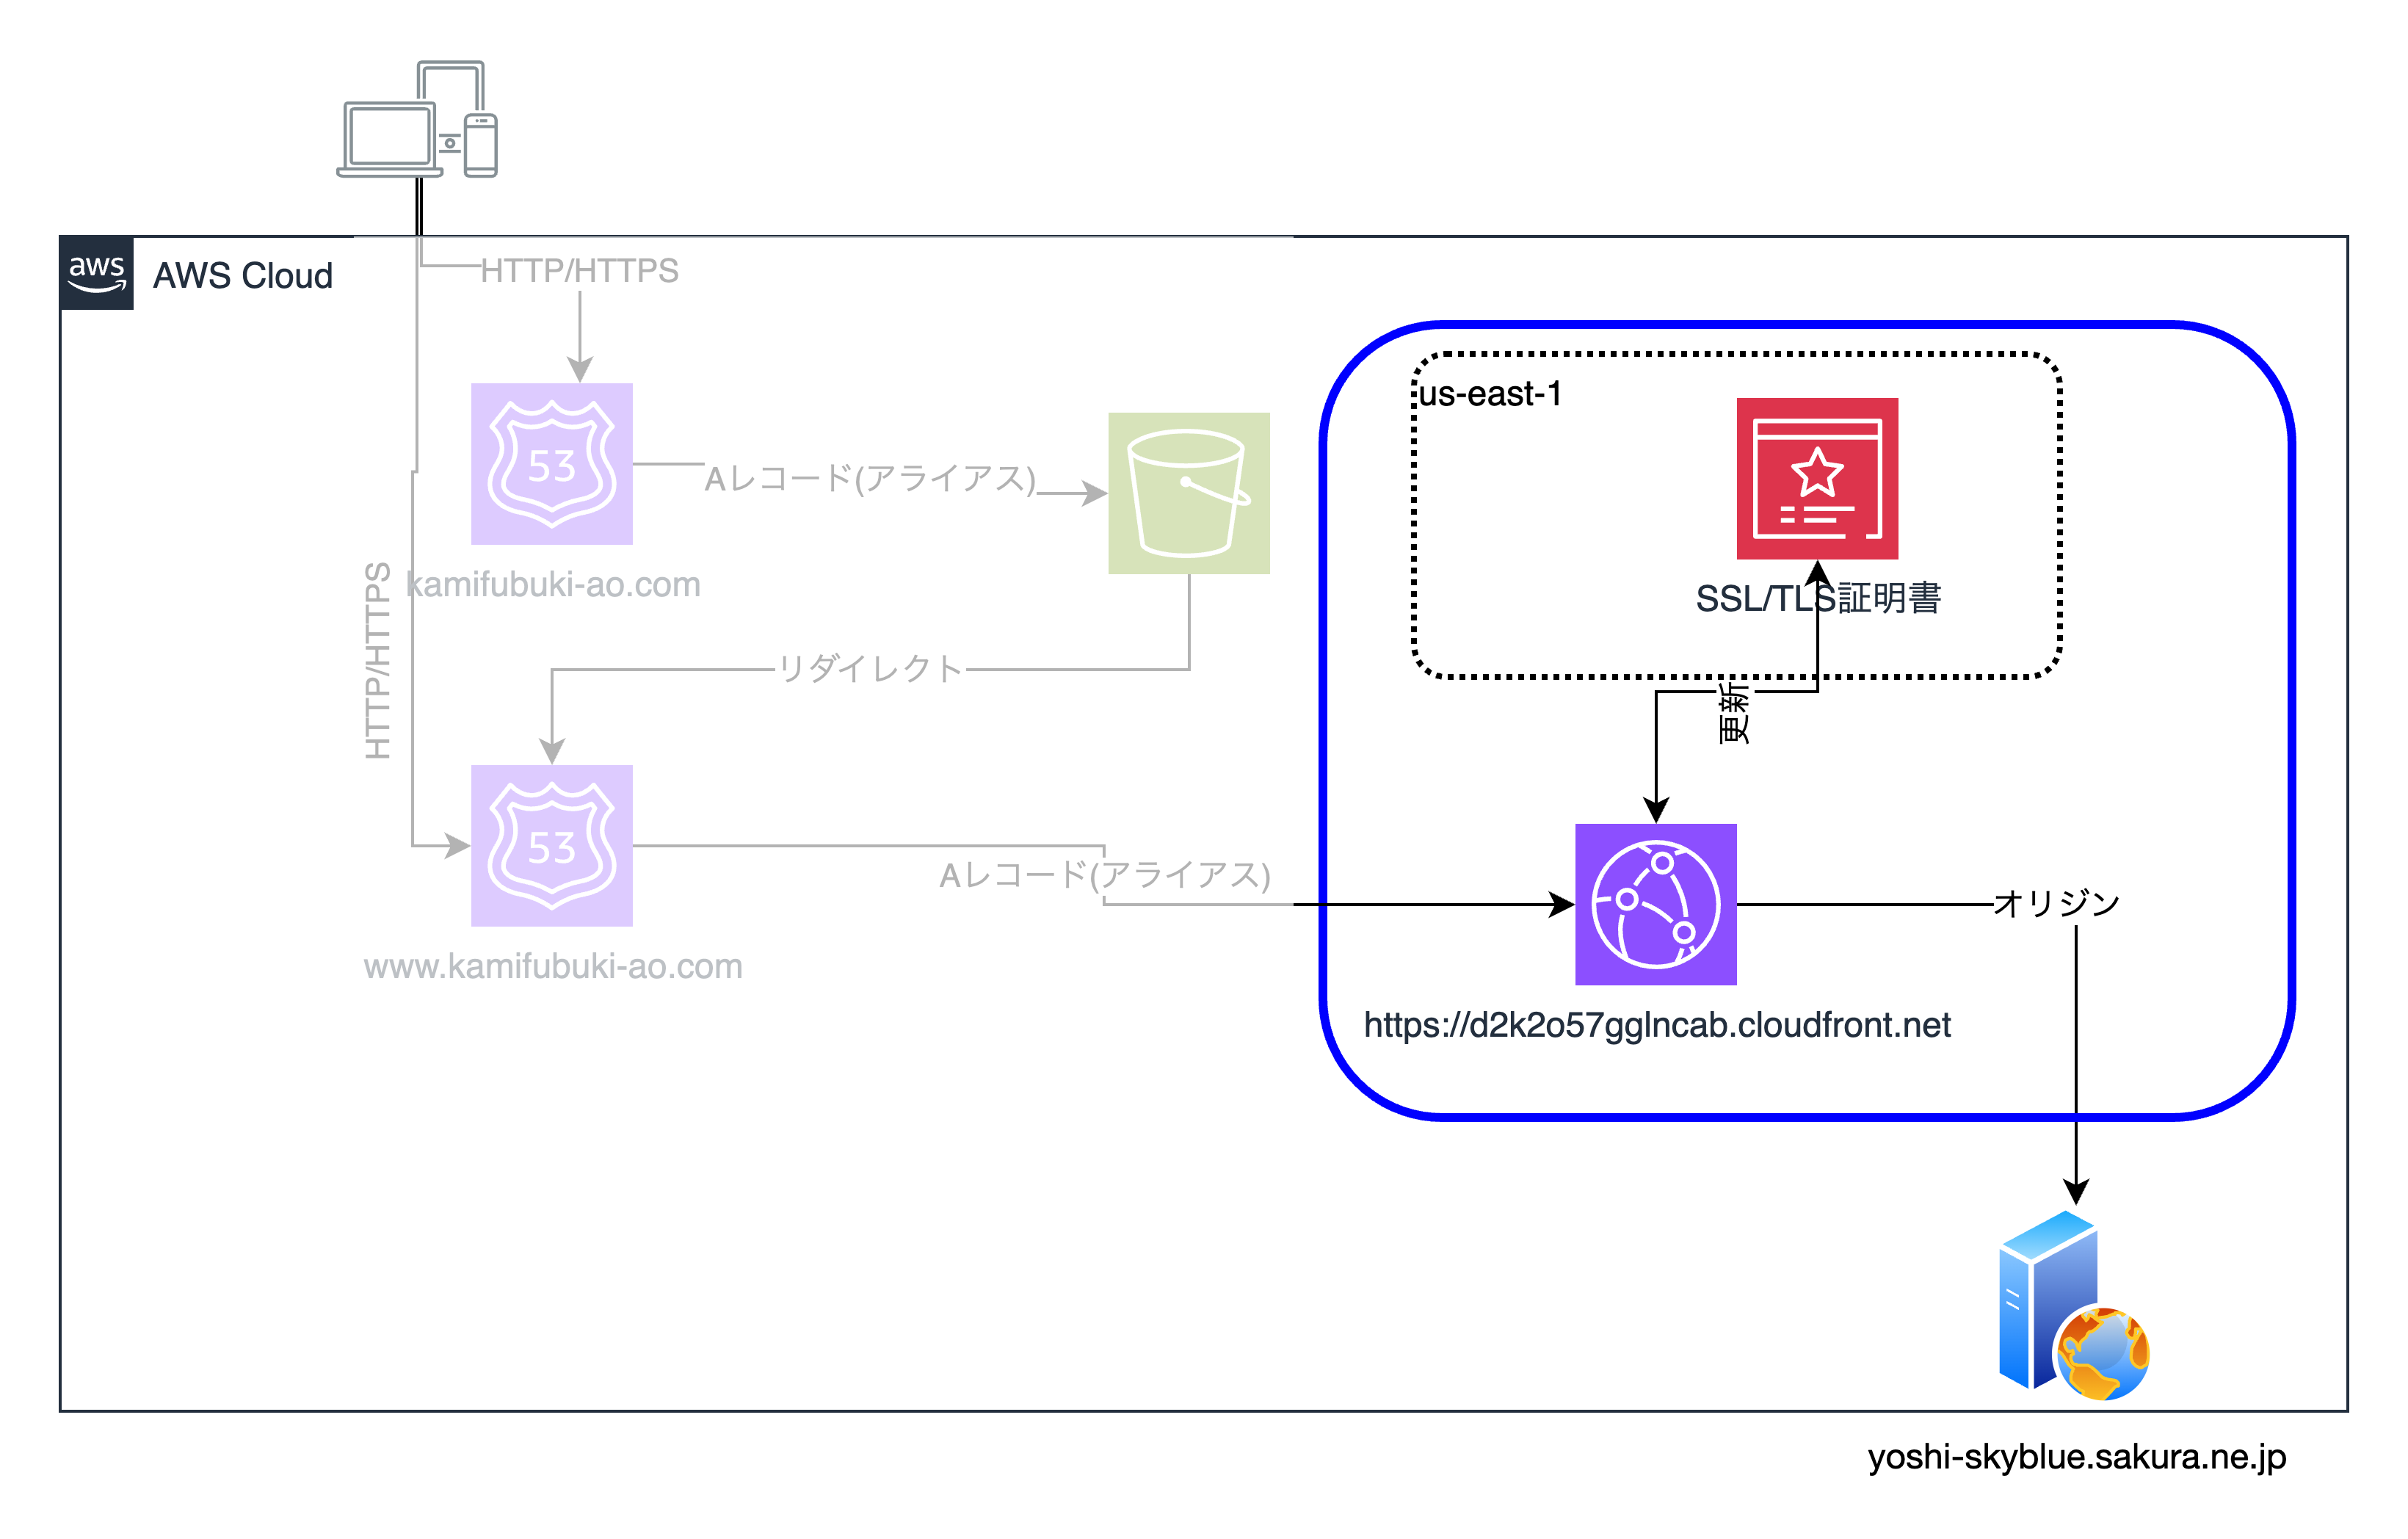 aws
AWS Cloud
HTTP/HTTPS
us-east-1
53
Aレコード(アライアス)
kamifubuki-ao.com
SSL/TLS証明書
HTTP/HTTPS
リダイレクト
更新
53
Aレコード(アライアス)
オリジン
www.kamifubuki-ao.com
https://d2k2o57gglncab.cloudfront.net
yoshi-skyblue.sakura.ne.jp